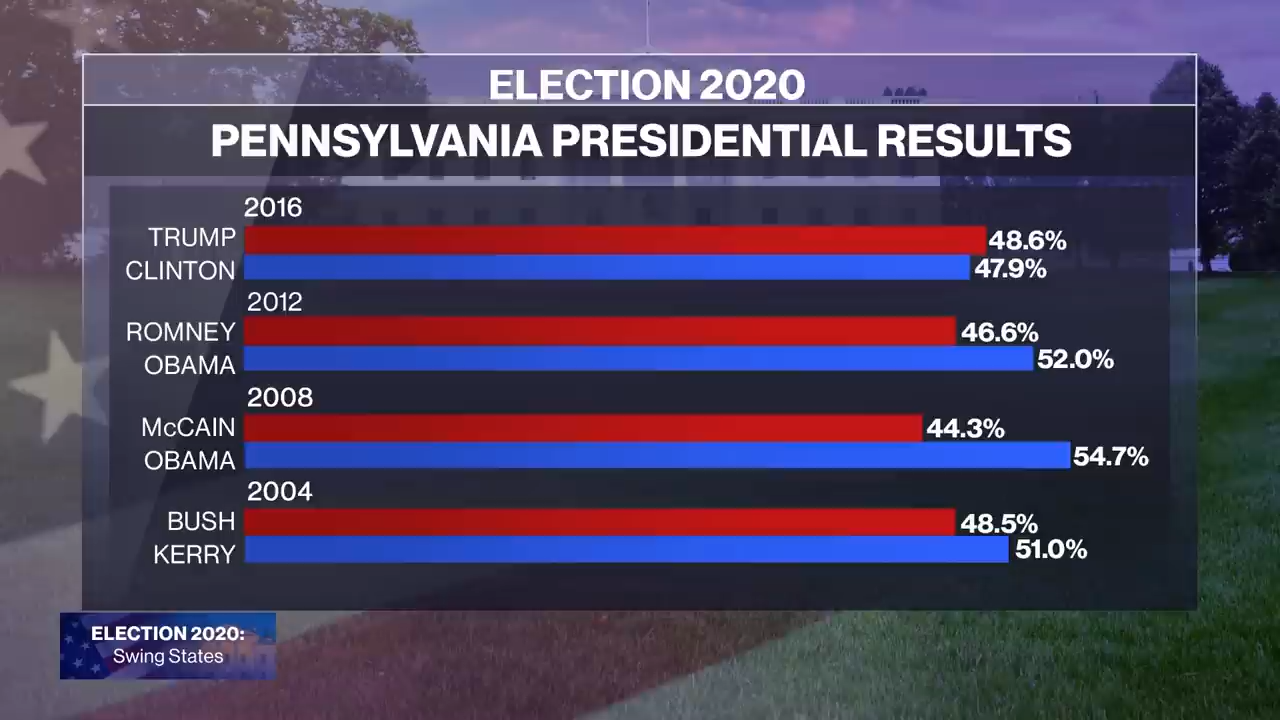 ELECTION 2020
PENNSYLVANIA PRESIDENTIAL RESULTS
2016
TRUMP 48.6%
CLINTON 47.9%
2012
ROMNEY 46.6%
OBAMA 52.0%
2008
McCAIN 44.3%
OBAMA 54.7%
2004
BUSH 48.5%
KERRY 51.0%
ELECTION 2020:
Swing States